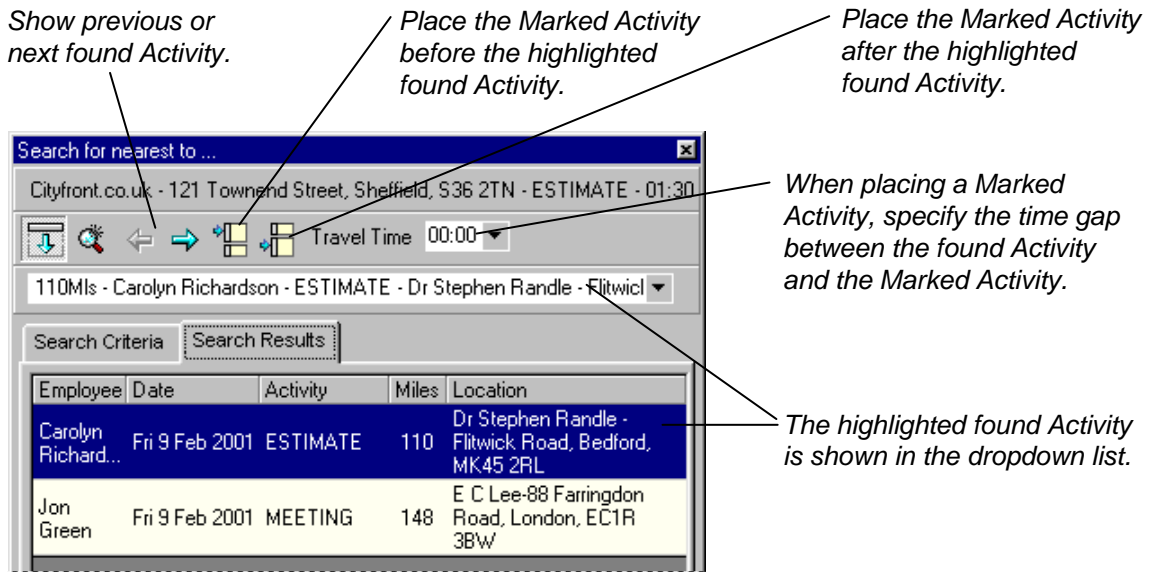 Show previous or
next found Activity.
Place the Marked Activity
before the highlighted
found Activity.
Place the Marked Activity
after the highlighted
found Activity.
Search for nearest to ...
Cityfront.co.uk - 121 Townend Street, Sheffield, S36 2TN - ESTIMATE - 01:30
Travel Time 00:00
When placing a Marked
Activity, specify the time gap
between the found Activity
and the Marked Activity.
110Mls - Carolyn Richardson - ESTIMATE - Dr Stephen Randle - Flitwicl
Search Criteria Search Results
Employee Date Activity Miles Location
Carolyn
Richard... Fri 9 Feb 2001 ESTIMATE 110 Dr Stephen Randle -
Flitwick Road, Bedford,
MK45 2RL
The highlighted found Activity
is shown in the dropdown list.
Jon
Green Fri 9 Feb 2001 MEETING 148 E C Lee-88 Farringdon
Road, London, EC1R
3BW